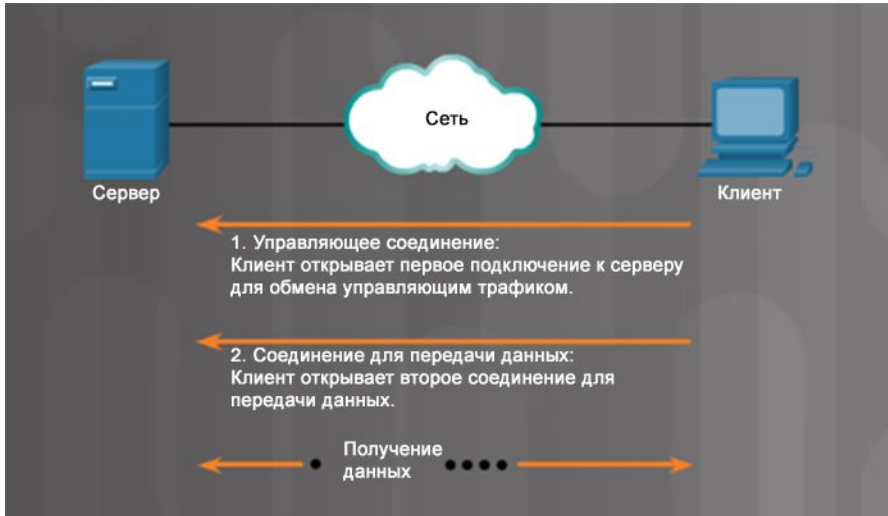 Сеть
Сервер
Клиент
1. Управляющее соединение:
Клиент открывает первое подключение к серверу
для обмена управляющим трафиком.
2. Соединение для передачи данных:
Клиент открывает второе соединение для
передачи данных.
Получение
данных